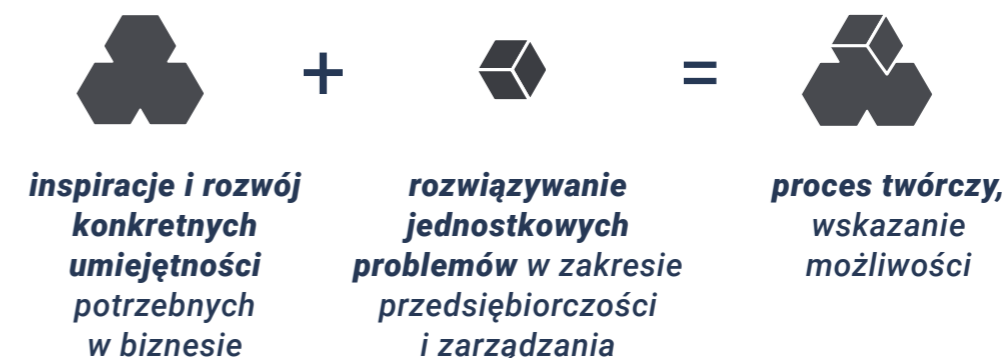 +
=
inspiracje i rozwój
konkretnych
umiejętności
potrzebnych
w biznesie
rozwiązywanie
jednostkowych
problemów w zakresie
przedsiębiorczości
i zarządzania
proces twórczy,
wskazanie
możliwości